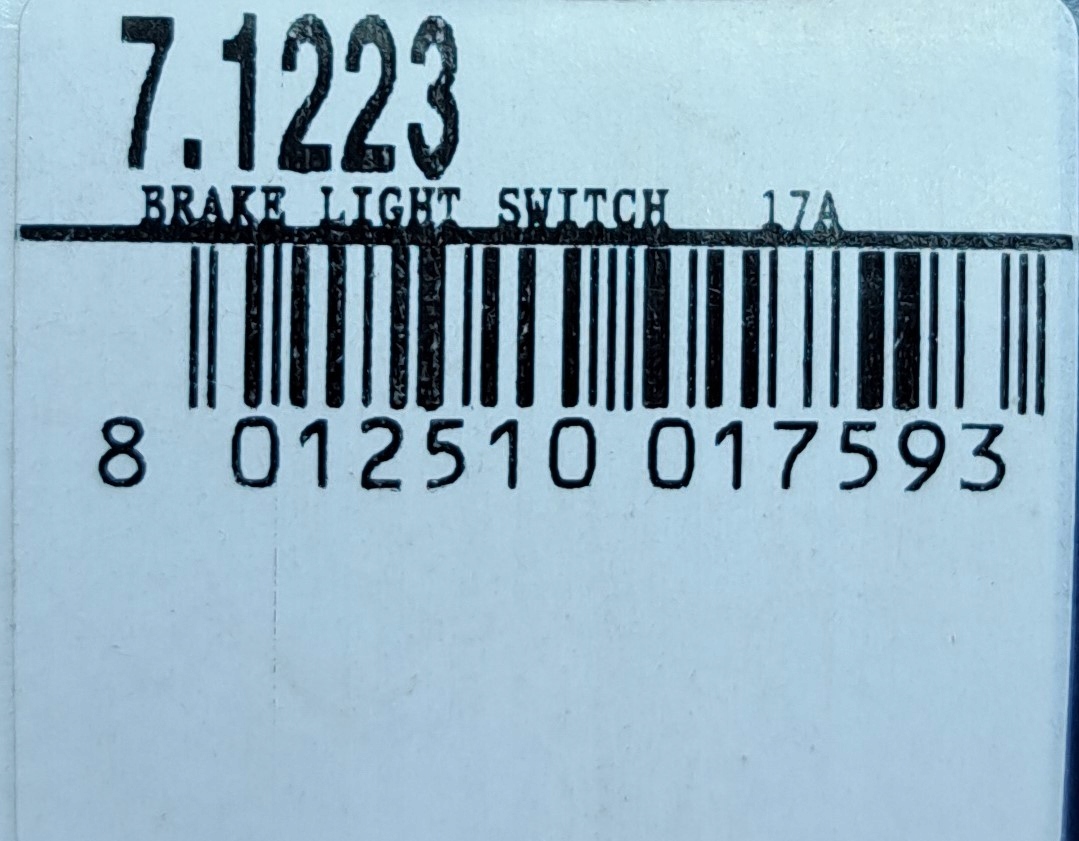 7.1223
BRAKE LIGHT SWITCH 17A
8 012510 017593